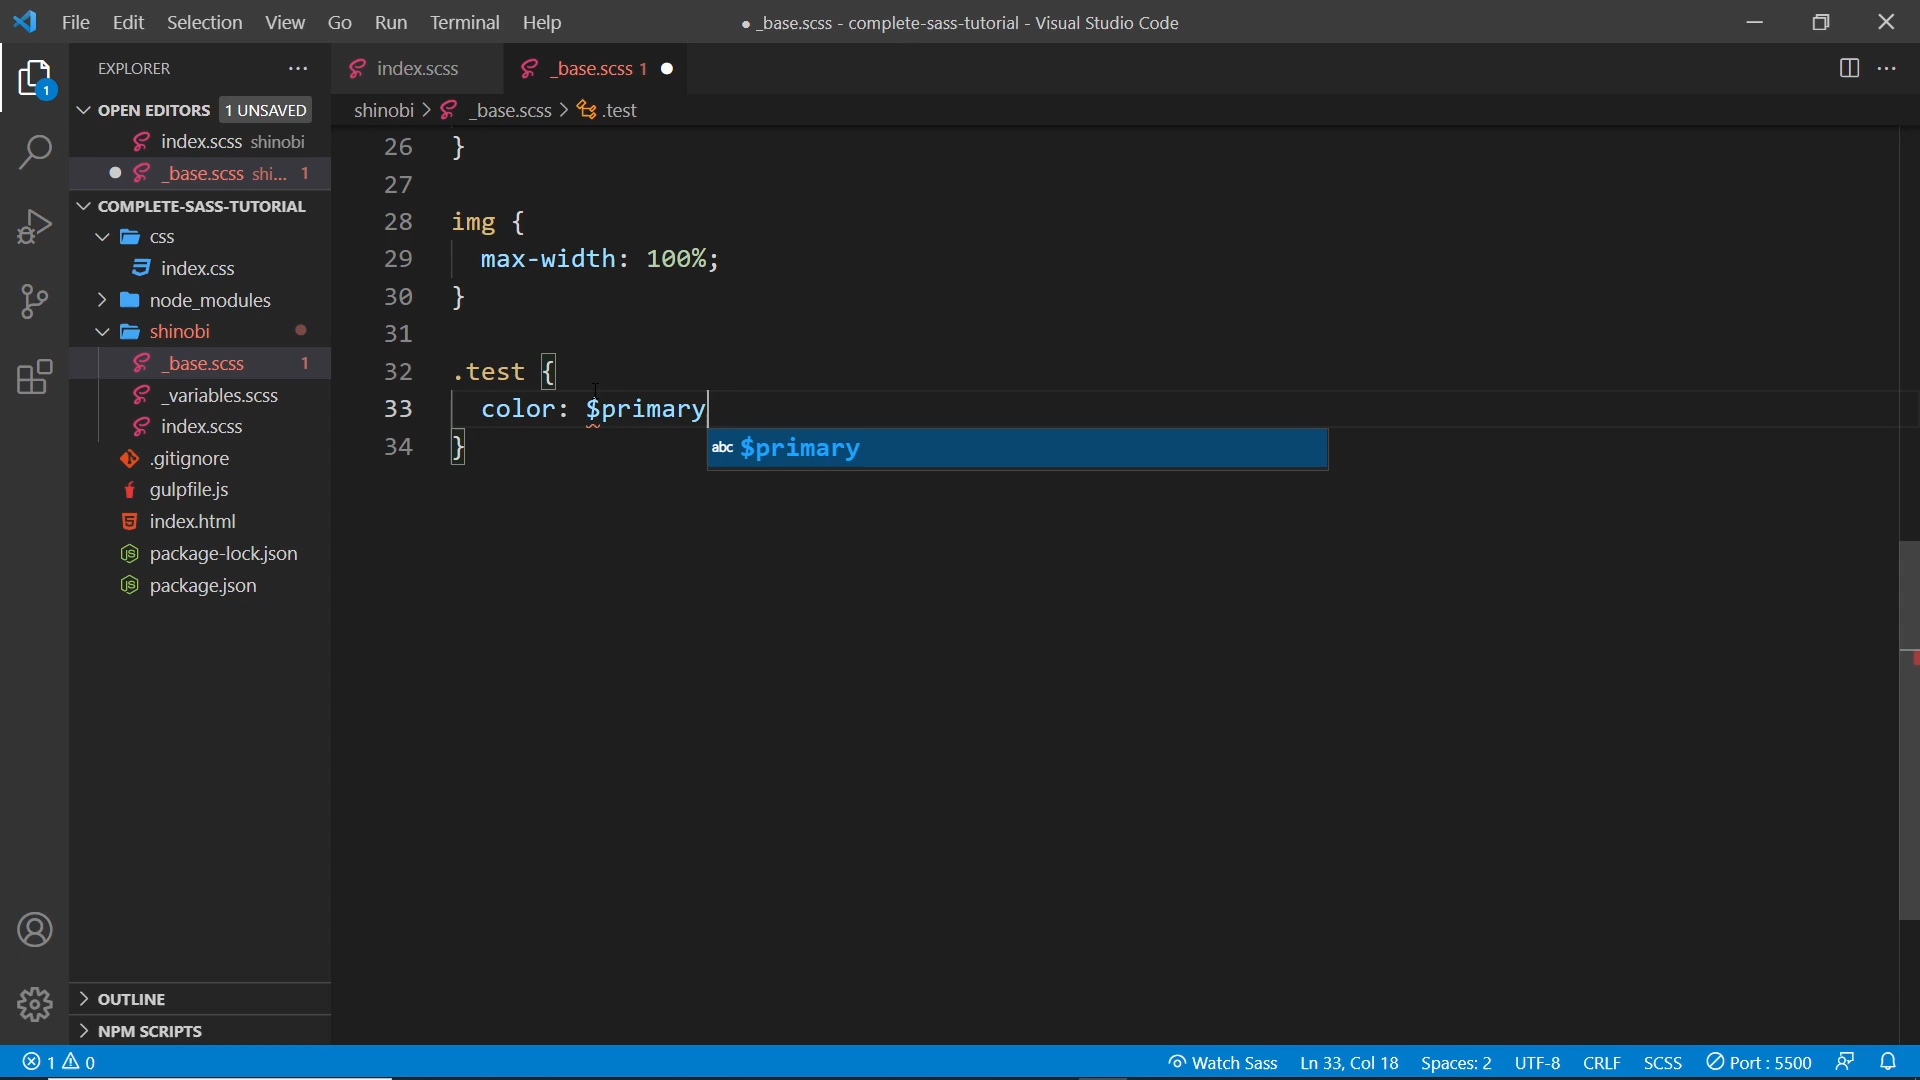 File Edit Selection View Go Run Terminal Help
● _base.scss - complete-sass-tutorial - Visual Studio Code
EXPLORER ···
index.scss
_base.scss 1 ●
OPEN EDITORS 1 UNSAVED
shinobi > _base.scss > .test
index.scss shinobi
● _base.scss shi... 1
COMPLETE-SASS-TUTORIAL
css
index.css
node_modules
shinobi
_base.scss 1
_variables.scss
index.scss
.gitignore
gulpfile.js
index.html
package-lock.json
package.json
OUTLINE
NPM SCRIPTS
1
26 }
27
28 img {
29 max-width: 100%;
30 }
31
32 .test {
33 color: $primary
34 }
abc $primary
1 0
Watch Sass Ln 33, Col 18 Spaces: 2 UTF-8 CRLF SCSS Port : 5500